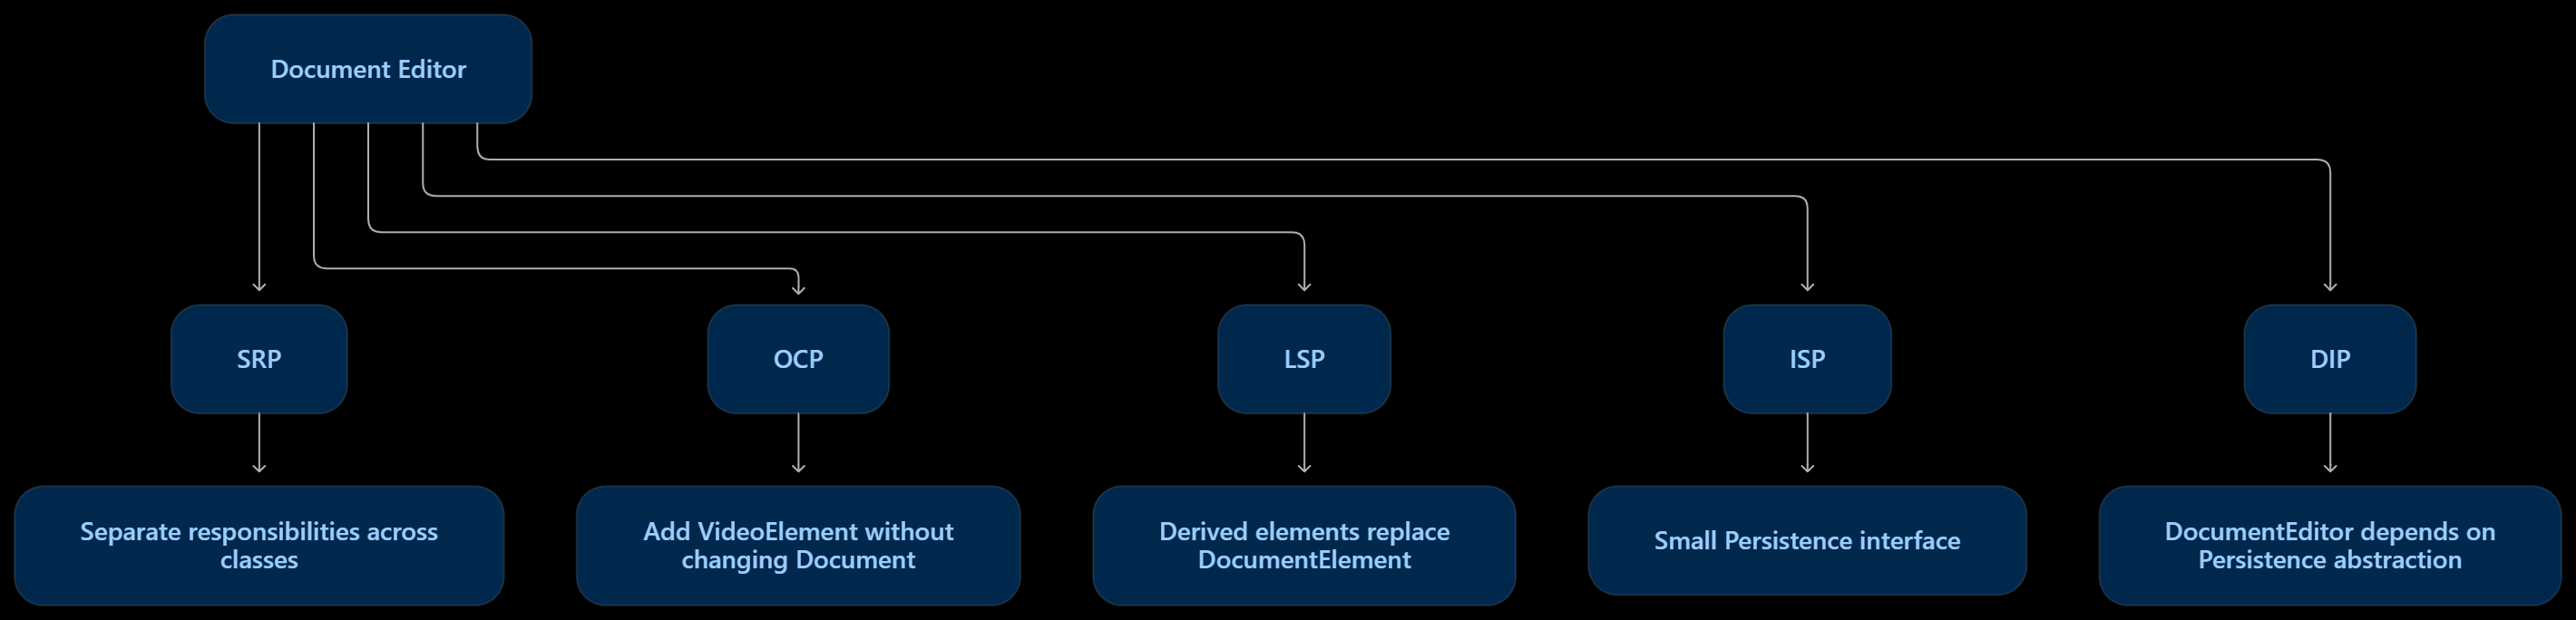 Document Editor
SRP
OCP
LSP
ISP
DIP
Separate responsibilities across
classes
Add VideoElement without
changing Document
Derived elements replace
DocumentElement
Small Persistence interface
DocumentEditor depends on
Persistence abstraction